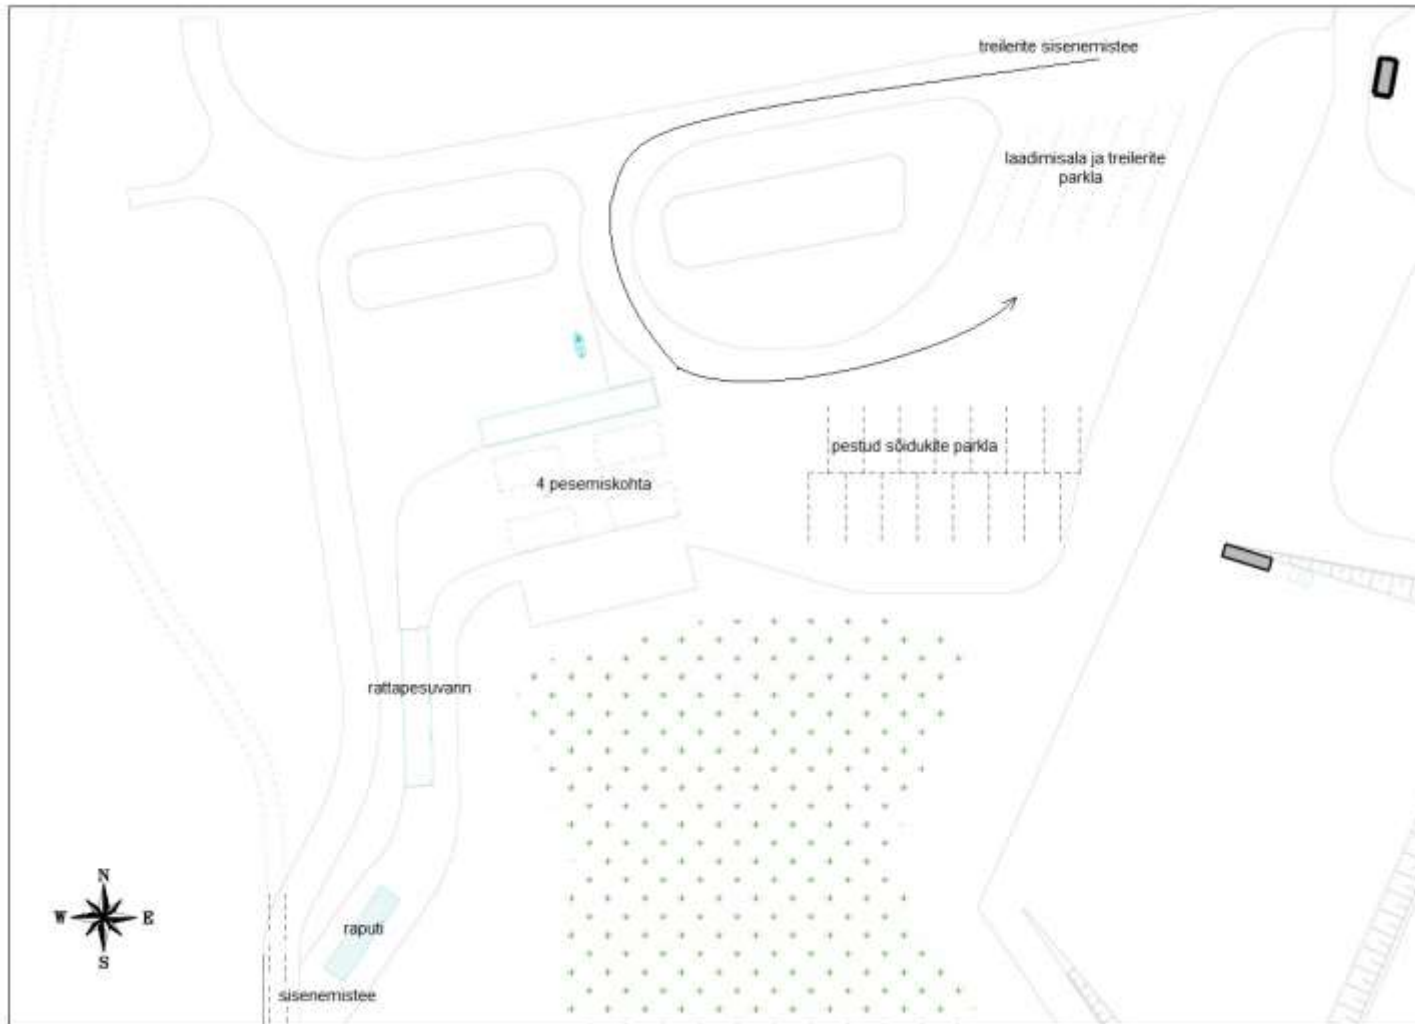 treilerite sisenemistee
laadimisala ja treilerite
parkla
pestud sõidukite parkla
4 pesemiskohta
rattapesuvann
N
W E
S
raputi
sisenemistee